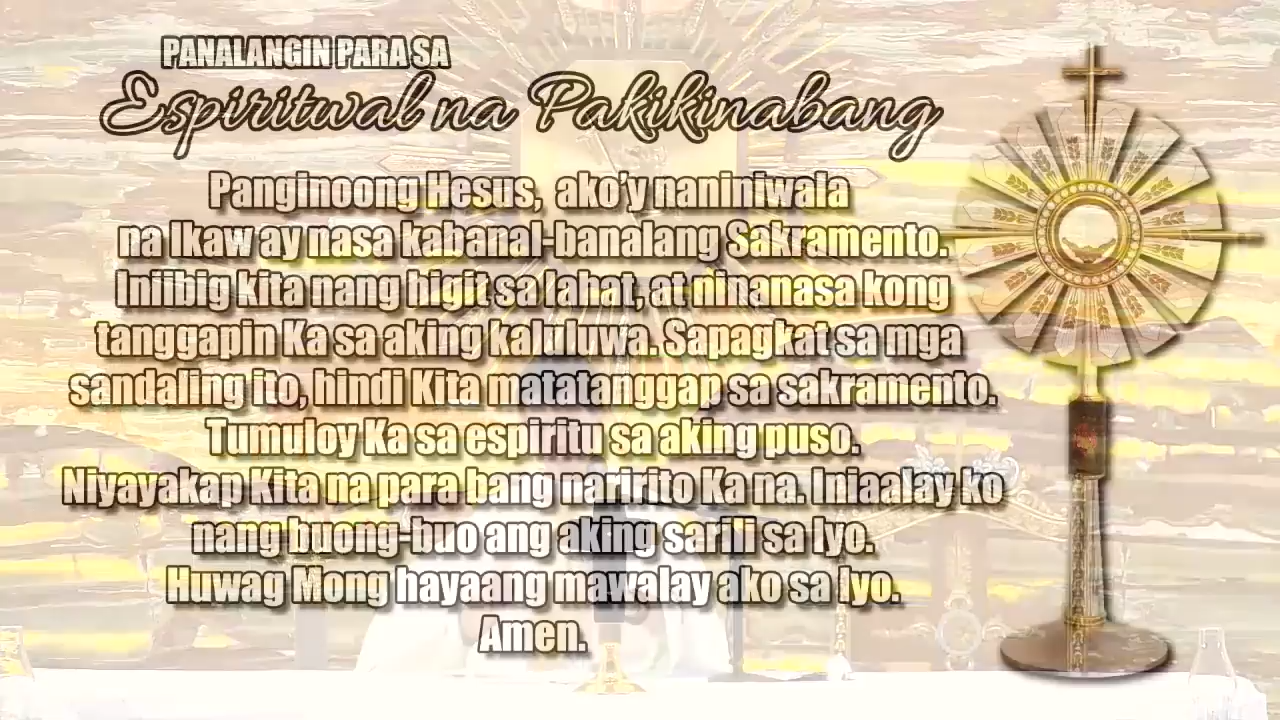 PANALANGIN PARA SA
Espiritwal na Pakikinabang
Panginoong Hesus, ako'y naniniwala
na Ikaw ay nasa kabanal-banalang Sakramento.
Iniibig kita nang higit sa lahat, at ninanasa kong
tanggapin Ka sa aking kaluluwa. Sapagkat sa mga
sandaling ito, hindi Kita matatanggap sa sakramento.
Tumuloy Ka sa espiritu sa aking puso.
Niyayakap Kita na para bang naririto Ka na. Iniaalay ko
nang buong-buo ang aking sarili sa Iyo.
Huwag Mong hayaang mawalay ako sa Iyo.
Amen.